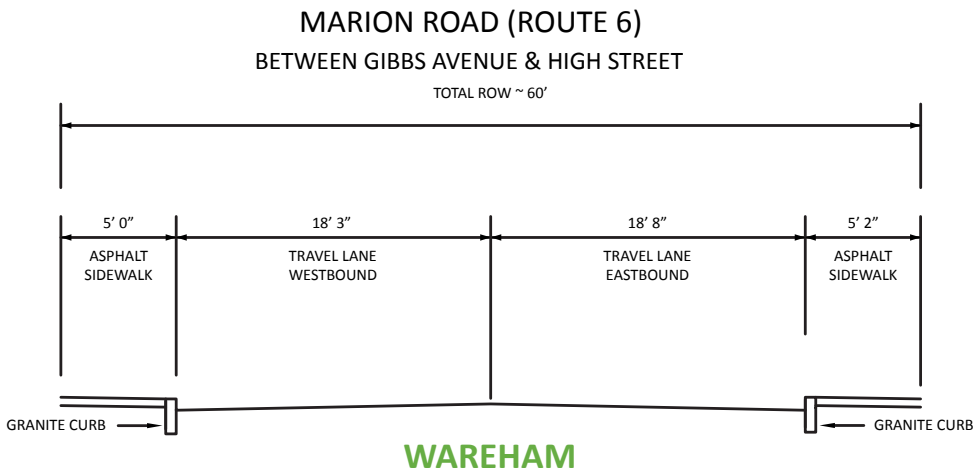 MARION ROAD (ROUTE 6)
BETWEEN GIBBS AVENUE & HIGH STREET
TOTAL ROW ~ 60’
5’ 0”
18’ 3”
18’ 8”
5’ 2”
ASPHALT
SIDEWALK
TRAVEL LANE
WESTBOUND
TRAVEL LANE
EASTBOUND
ASPHALT
SIDEWALK
GRANITE CURB
GRANITE CURB
WAREHAM